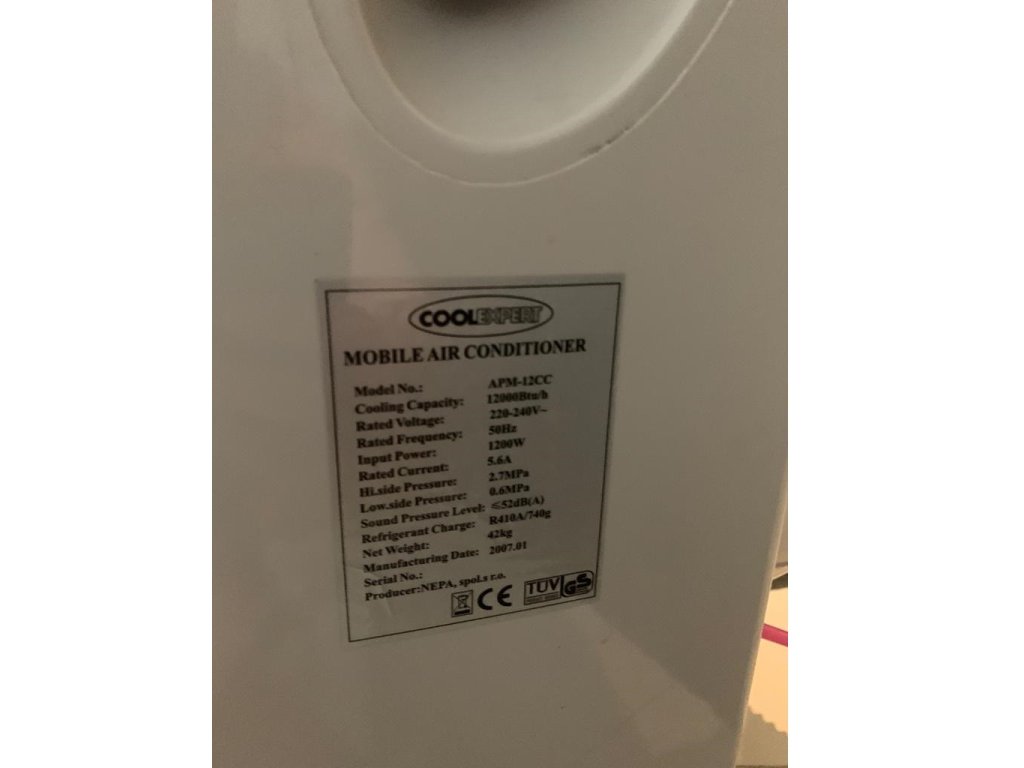 COOLEXPERT
MOBILE AIR CONDITIONER
Model No.: APM-12CC
Cooling Capacity: 12000Btu/h
Rated Voltage: 220-240V~
Rated Frequency: 50Hz
Input Power: 1200W
Rated Current: 5.6A
Hi.side Pressure: 2.7MPa
Low.side Pressure: 0.6MPa
Sound Pressure Level: ≤52dB(A)
Refrigerant Charge: R410A/740g
Net Weight: 42kg
Manufacturing Date: 2007.01
Serial No.:
Producer:NEPA, spol.s r.o.
CE TUV GS